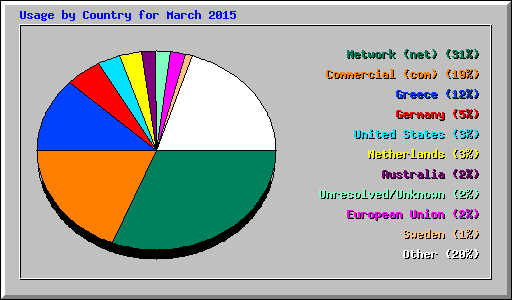 Usage by Country for March 2015
Network (net) (31%)
Commercial (com) (19%)
Greece (12%)
Germany (5%)
United States (3%)
Netherlands (3%)
Australia (2%)
Unresolved/Unknown (2%)
European Union (2%)
Sweden (1%)
Other (20%)